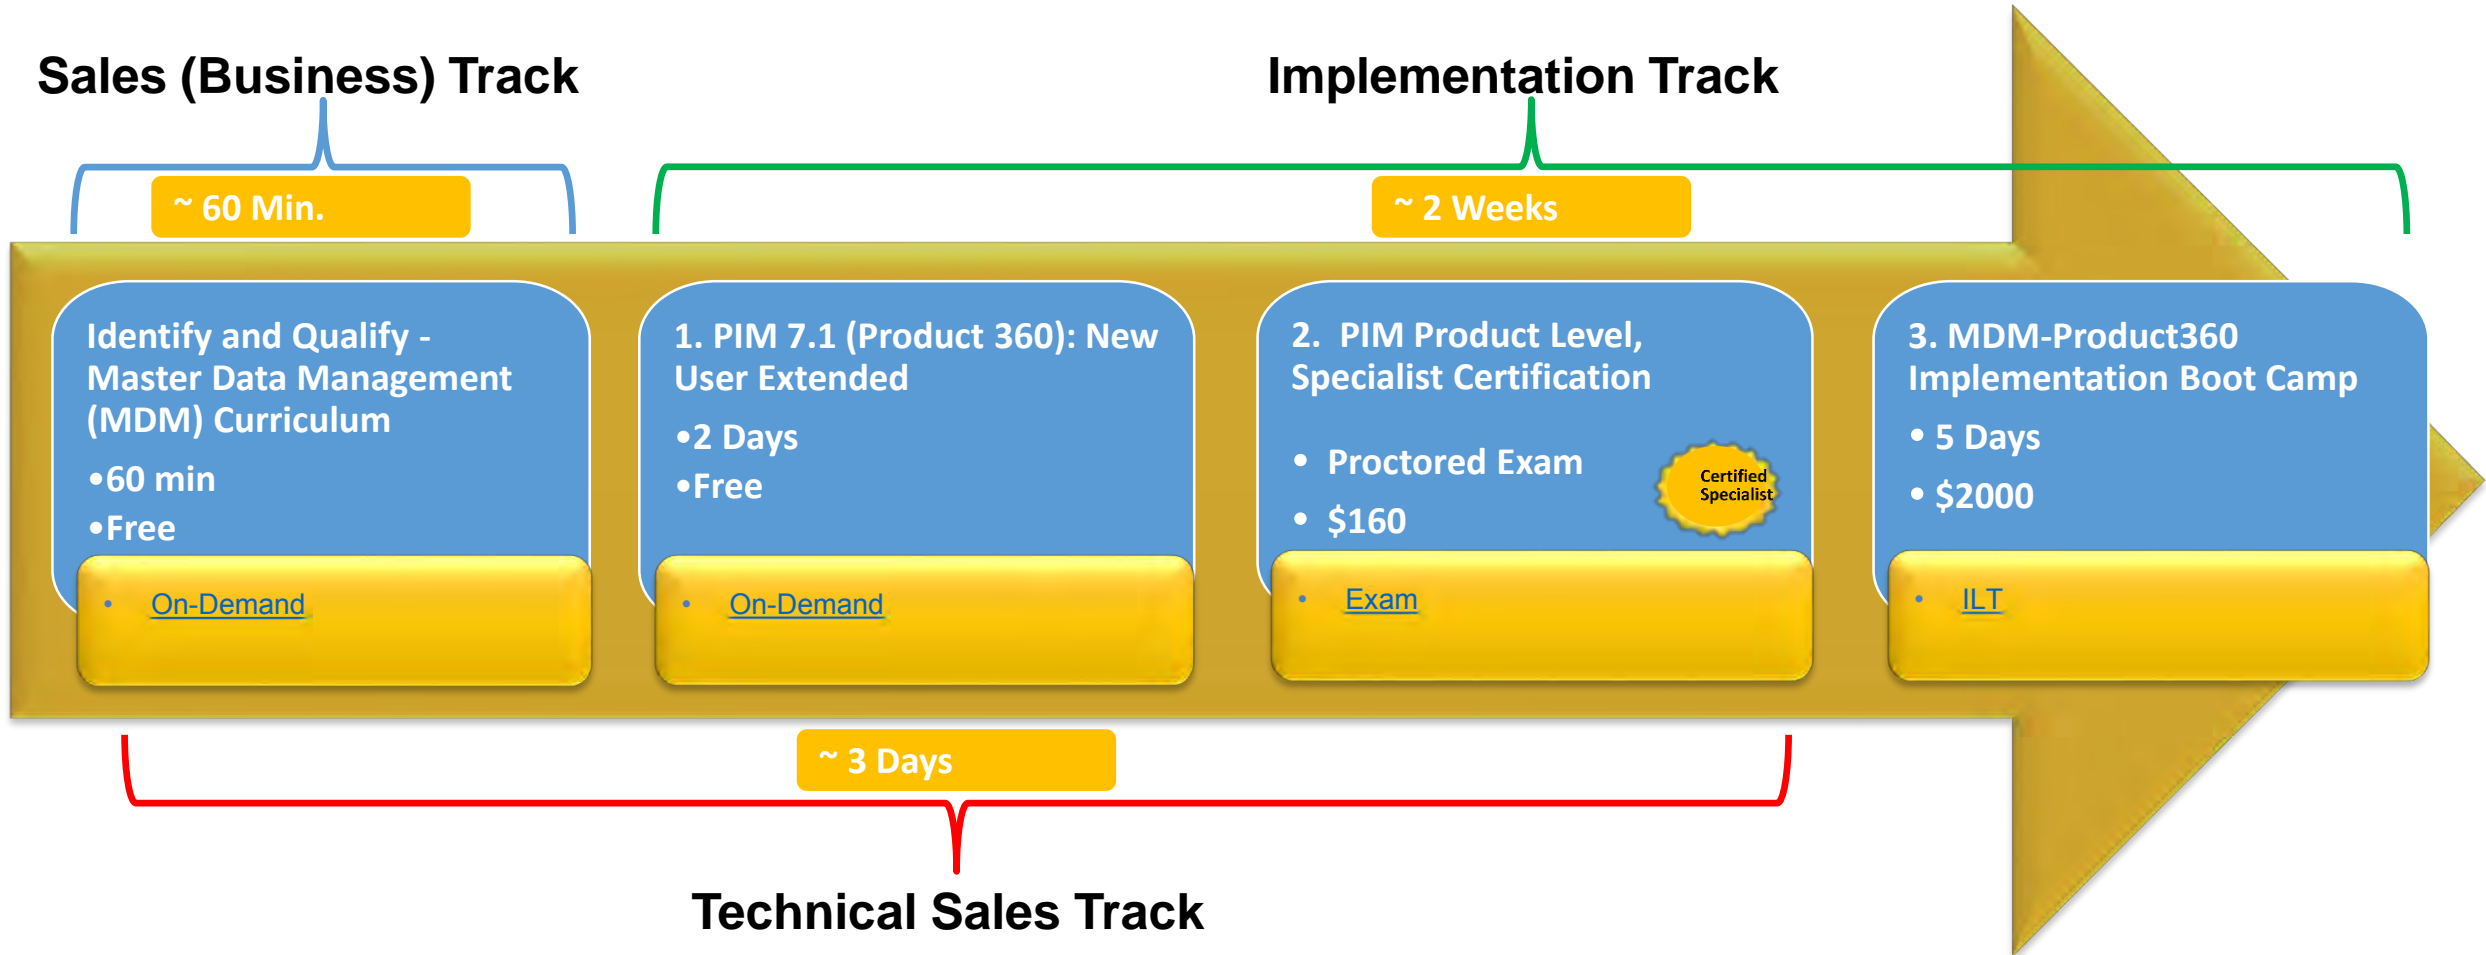 Sales (Business) Track
Implementation Track
~ 60 Min.
~ 2 Weeks
Identify and Qualify -
Master Data Management
(MDM) Curriculum
•60 min
•Free
• On-Demand
1. PIM 7.1 (Product 360): New
User Extended
•2 Days
•Free
• On-Demand
2. PIM Product Level,
Specialist Certification
• Proctored Exam
• $160
Certified
Specialist
• Exam
3. MDM-Product360
Implementation Boot Camp
• 5 Days
• $2000
• ILT
~ 3 Days
Technical Sales Track